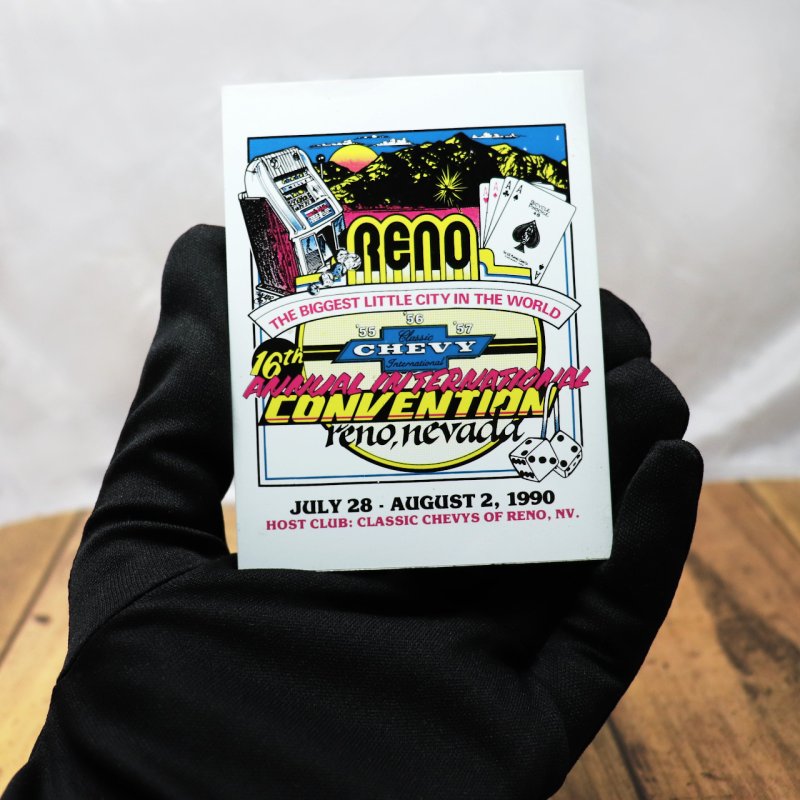 RENO
THE BIGGEST LITTLE CITY IN THE WORLD
'55 '56 '57
Classic
CHEVY
International
16th
ANNUAL INTERNATIONAL
CONVENTION
reno, nevada
JULY 28 - AUGUST 2, 1990
HOST CLUB: CLASSIC CHEVYS OF RENO, NV.